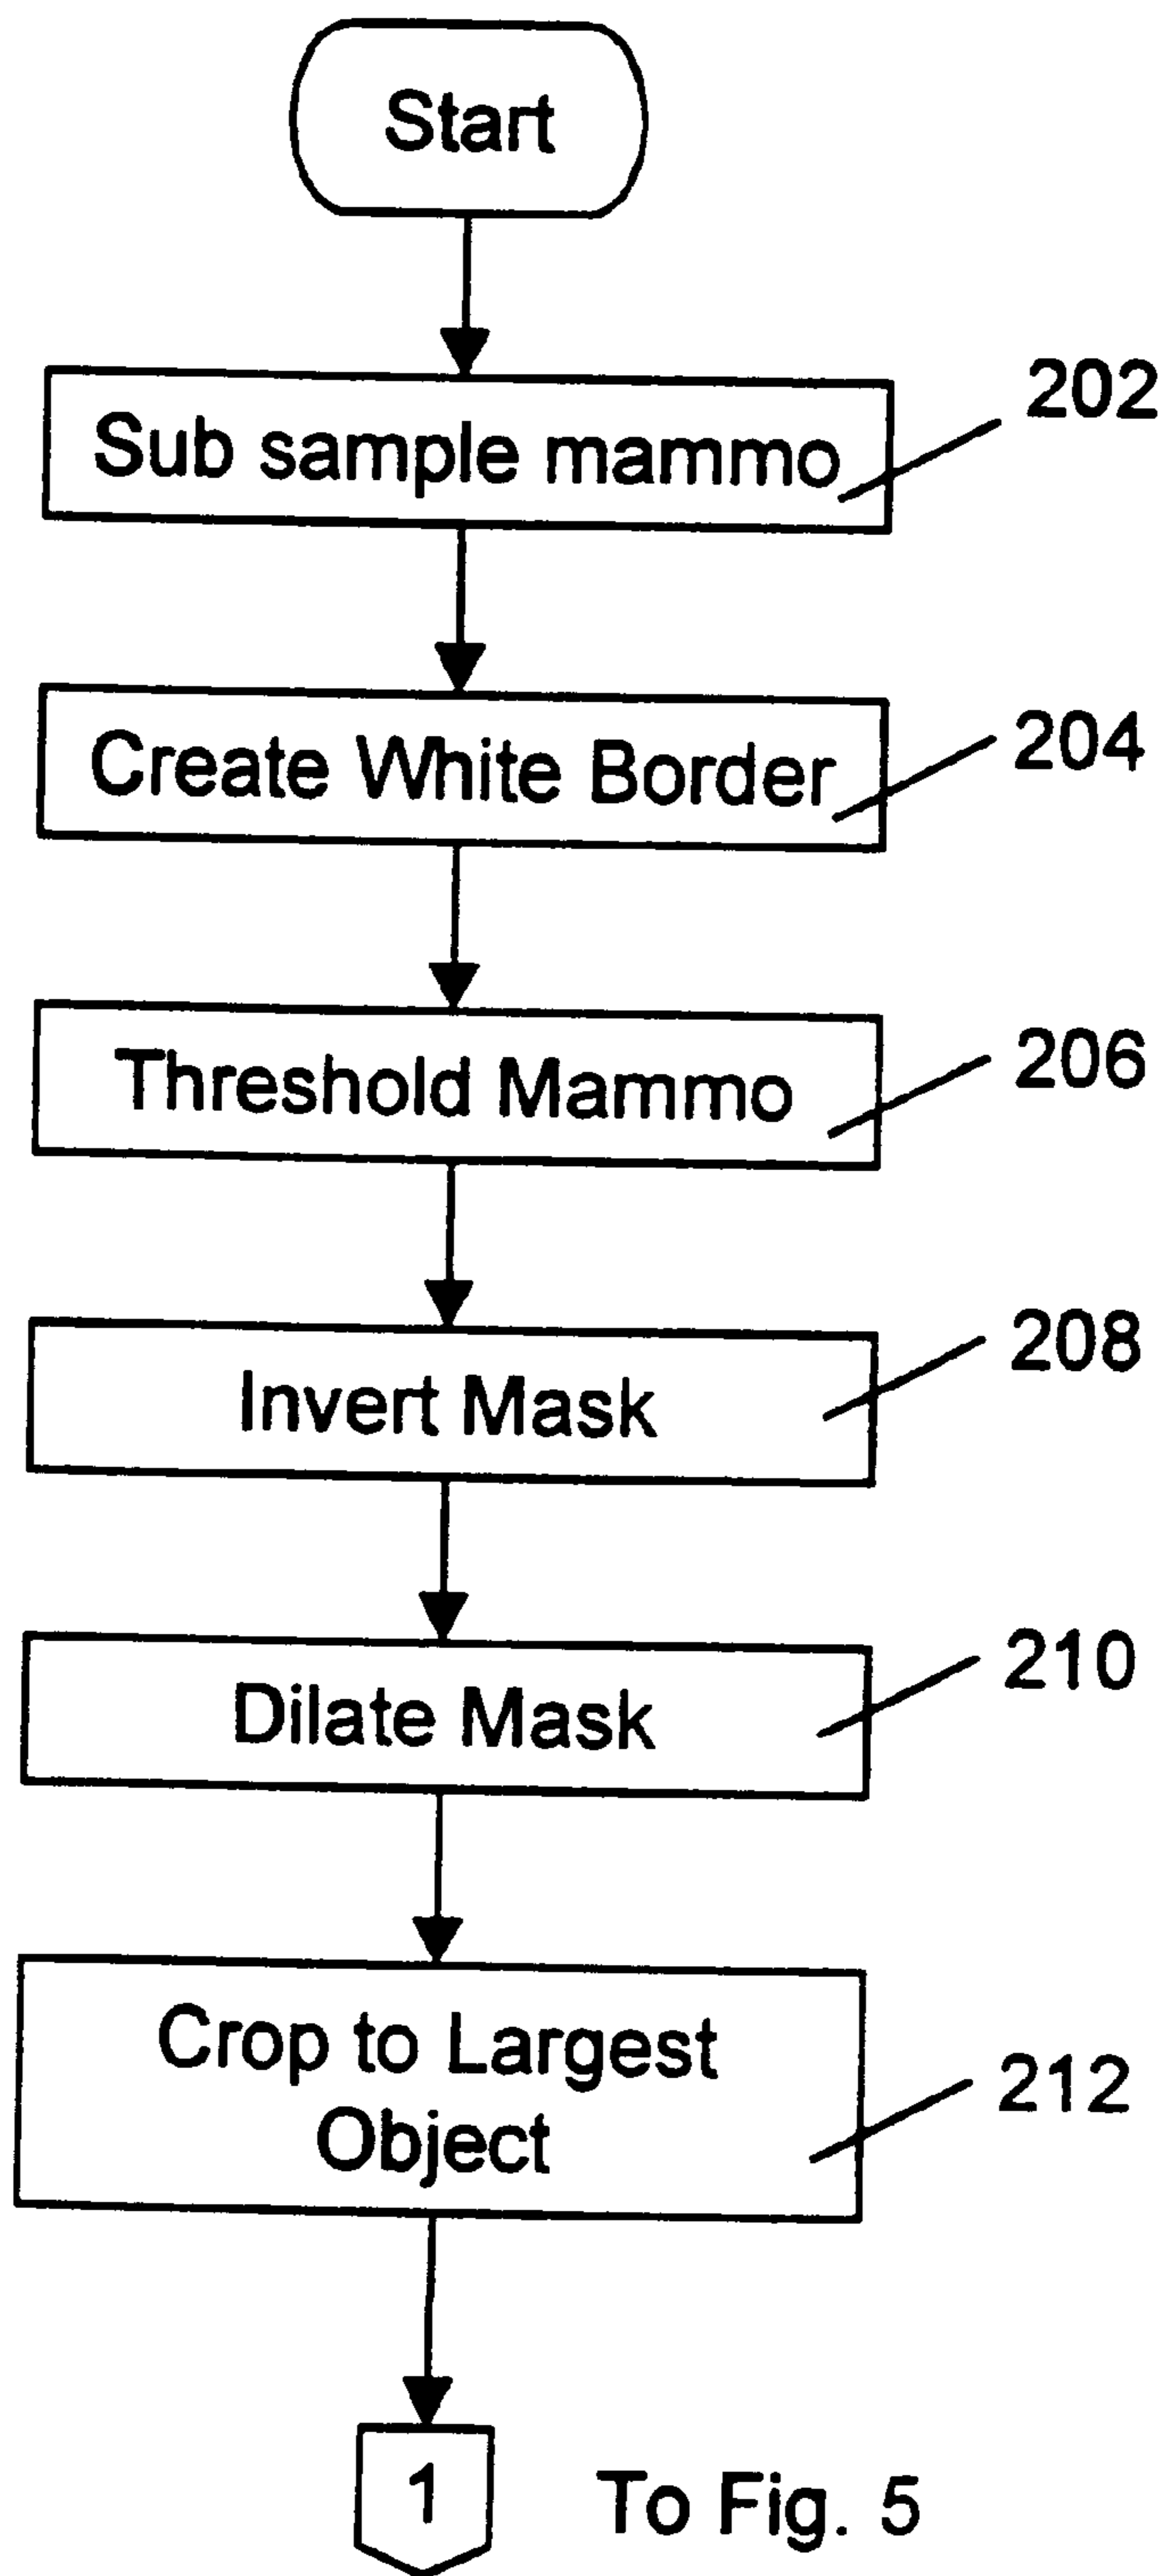 Start
Sub sample mammo
202
Create White Border
204
Threshold Mammo
206
Invert Mask
208
Dilate Mask
210
Crop to Largest
Object
212
1
To Fig. 5